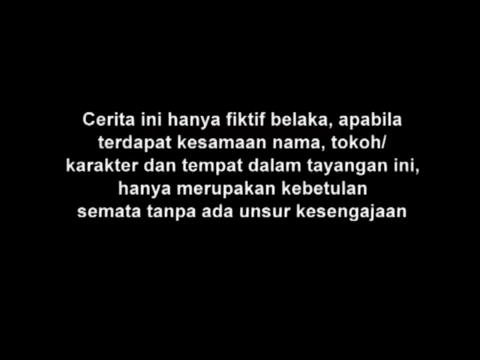 Cerita ini hanya fiktif belaka, apabila
terdapat kesamaan nama, tokoh/
karakter dan tempat dalam tayangan ini,
hanya merupakan kebetulan
semata tanpa ada unsur kesengajaan